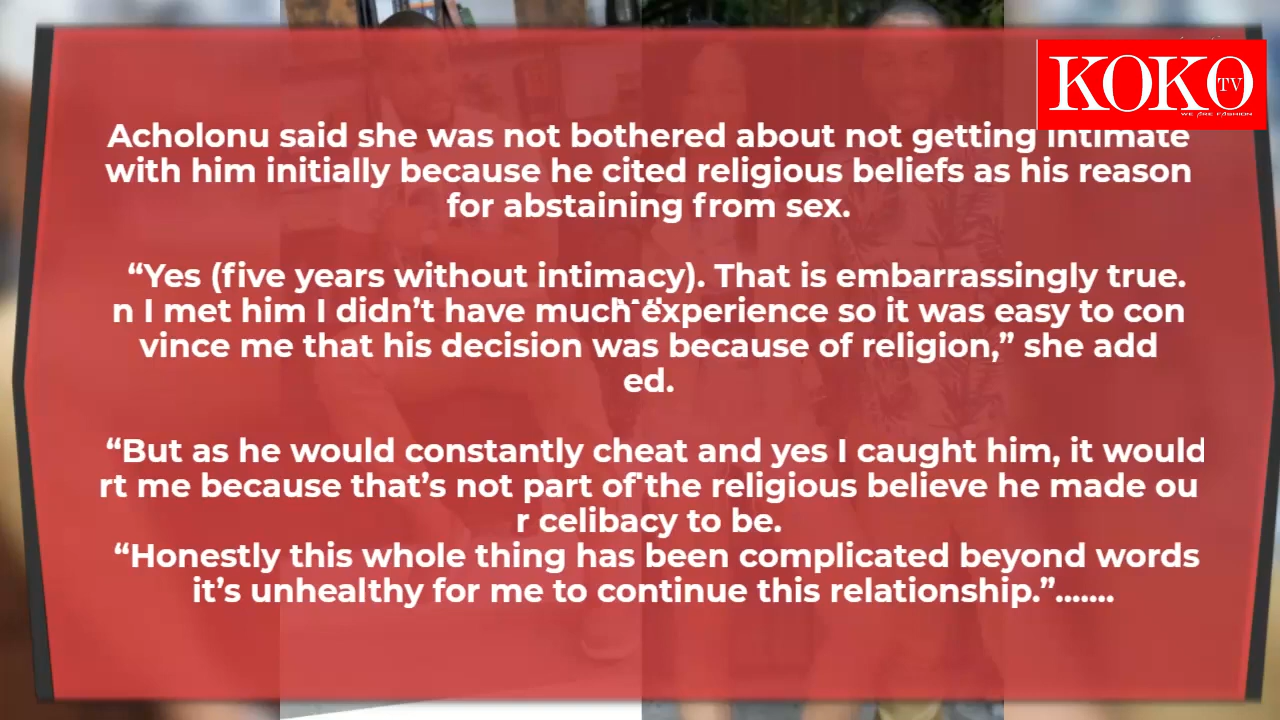 KOKO
TV
WE ARE FASHION
Acholonu said she was not bothered about not getting intimate
with him initially because he cited religious beliefs as his reason
for abstaining from sex.
“Yes (five years without intimacy). That is embarrassingly true.
n I met him I didn’t have much experience so it was easy to con
vince me that his decision was because of religion,” she add
ed.
“But as he would constantly cheat and yes I caught him, it would
rt me because that’s not part of the religious believe he made ou
r celibacy to be.
“Honestly this whole thing has been complicated beyond words
it’s unhealthy for me to continue this relationship.”.......